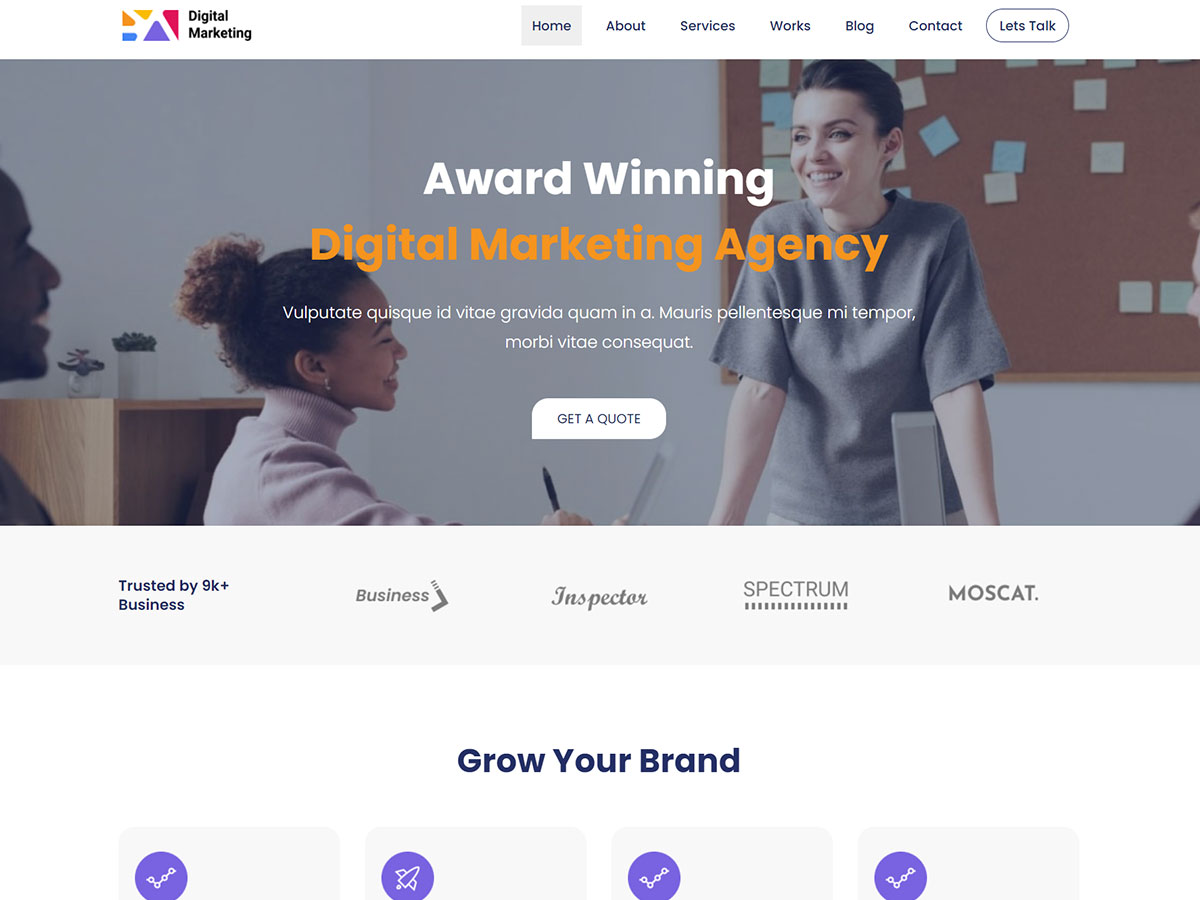 Digital
Marketing
Home About Services Works Blog Contact Lets Talk
Award Winning
Digital Marketing Agency
Vulputate quisque id vitae gravida quam in a. Mauris pellentesque mi tempor,
morbi vitae consequat.
GET A QUOTE
Trusted by 9k+
Business
Business
Inspector
SPECTRUM
MOSCAT.
Grow Your Brand